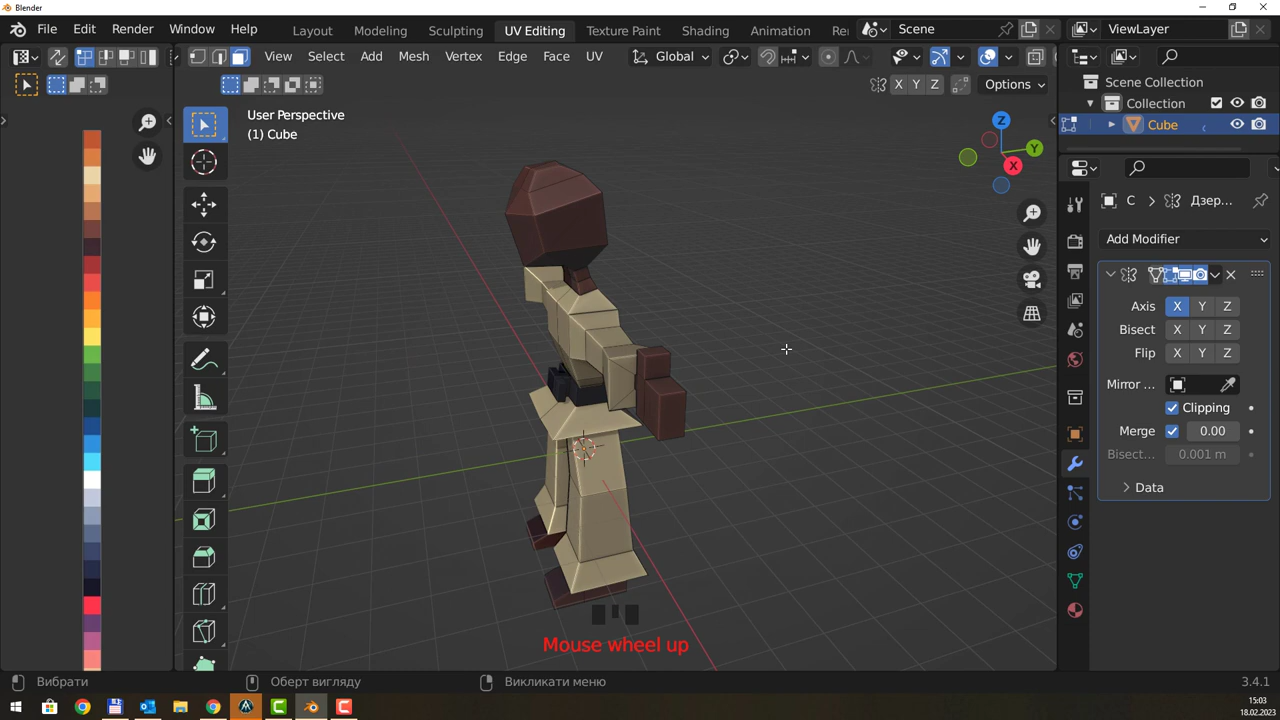 Blender
File Edit Render Window Help
Layout Modeling Sculpting UV Editing Texture Paint Shading Animation Re
Scene
ViewLayer
View Select Add Mesh Vertex Edge Face UV
Global
X Y Z
Options
User Perspective
(1) Cube
Z
Y
X
Scene Collection
Collection
Cube
C
Дзер...
Add Modifier
Axis X Y Z
Bisect X Y Z
Flip X Y Z
Mirror ...
Clipping
Merge 0.00
Bisect... 0.001 m
Data
Mouse wheel up
Вибрати
Оберт вигляду
Викликати меню
3.4.1
15:03
18.02.2023